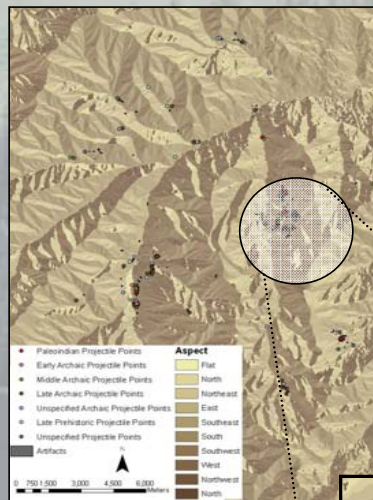 Paleoindian Projectile Points
Early Archaic Projectile Points
Middle Archaic Projectile Points
Late Archaic Projectile Points
Unspecified Archaic Projectile Points
Late Prehistoric Projectile Points
Unspecified Projectile Points
Artifacts
0 750 1,500 3,000 4,500 6,000
Meters
Aspect
Flat
North
Northeast
East
Southeast
South
Southwest
West
Northwest
North